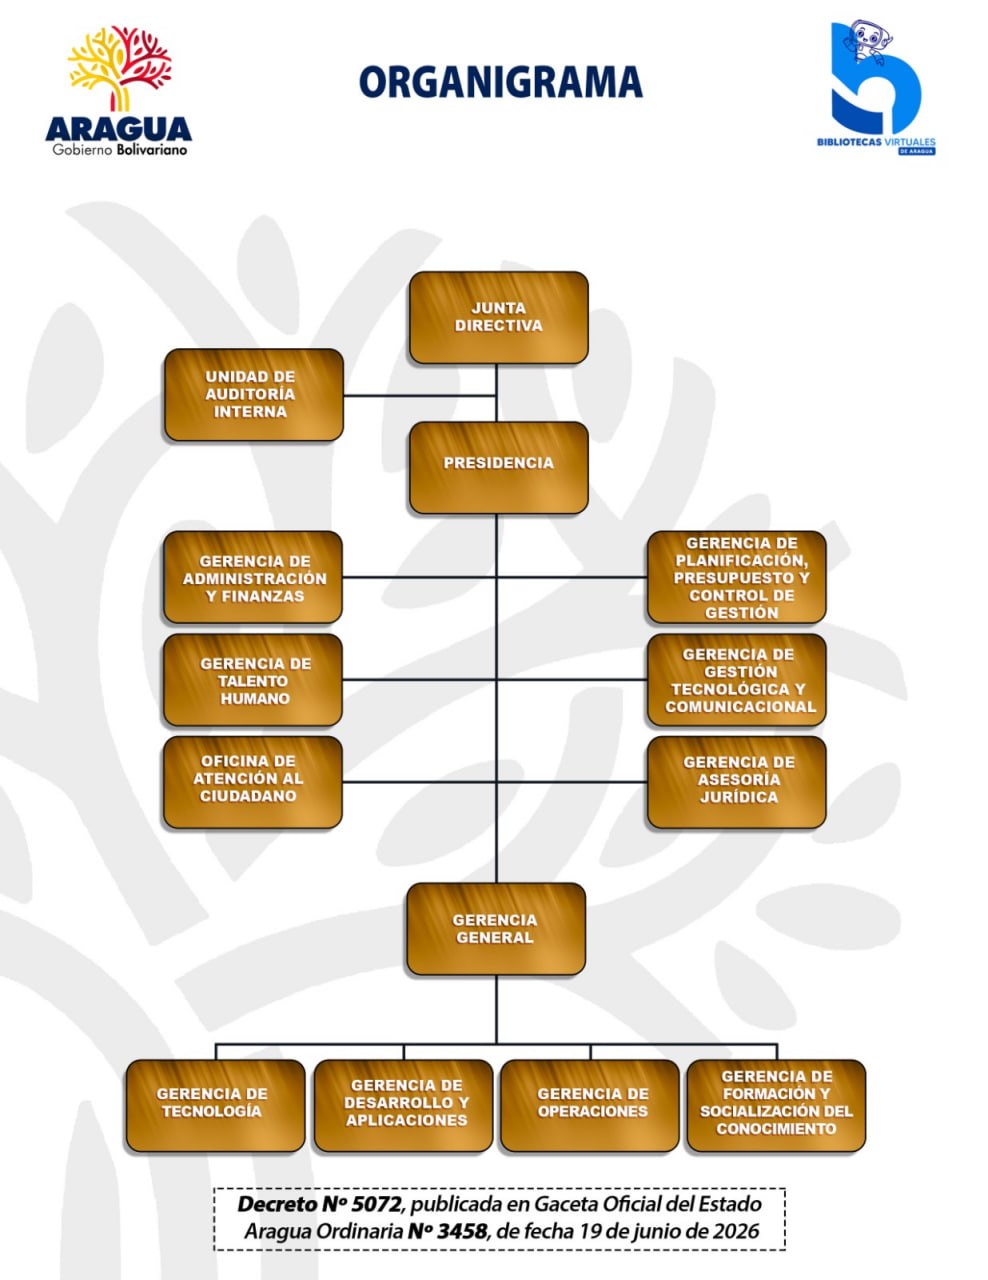 ARAGUA
Gobierno Bolivariano
ORGANIGRAMA
BIBLIOTECAS VIRTUALES
DE ARAGUA
JUNTA
DIRECTIVA
UNIDAD DE
AUDITORÍA
INTERNA
PRESIDENCIA
GERENCIA DE
ADMINISTRACIÓN
Y FINANZAS
GERENCIA DE
PLANIFICACIÓN,
PRESUPUESTO Y
CONTROL DE
GESTIÓN
GERENCIA DE
TALENTO
HUMANO
GERENCIA DE
GESTIÓN
TECNOLÓGICA Y
COMUNICACIONAL
OFICINA DE
ATENCIÓN AL
CIUDADANO
GERENCIA DE
ASESORÍA
JURÍDICA
GERENCIA
GENERAL
GERENCIA DE
TECNOLOGÍA
GERENCIA DE
DESARROLLO Y
APLICACIONES
GERENCIA DE
OPERACIONES
GERENCIA DE
FORMACIÓN Y
SOCIALIZACIÓN DEL
CONOCIMIENTO
Decreto Nº 5072, publicada en Gaceta Oficial del Estado
Aragua Ordinaria Nº 3458, de fecha 19 de junio de 2026